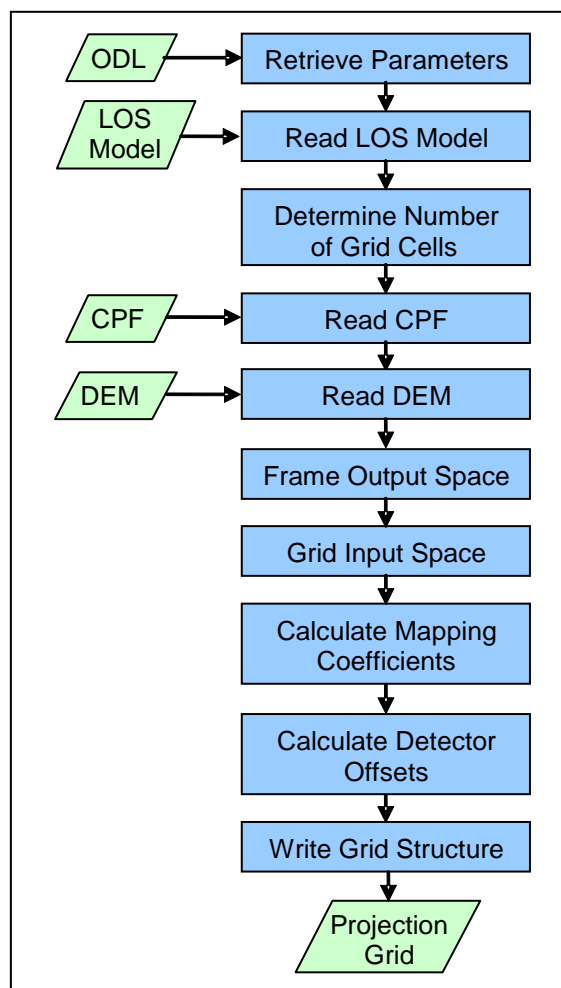 ODL
Retrieve Parameters
LOS
Model
Read LOS Model
Determine Number
of Grid Cells
CPF
Read CPF
DEM
Read DEM
Frame Output Space
Grid Input Space
Calculate Mapping
Coefficients
Calculate Detector
Offsets
Write Grid Structure
Projection
Grid